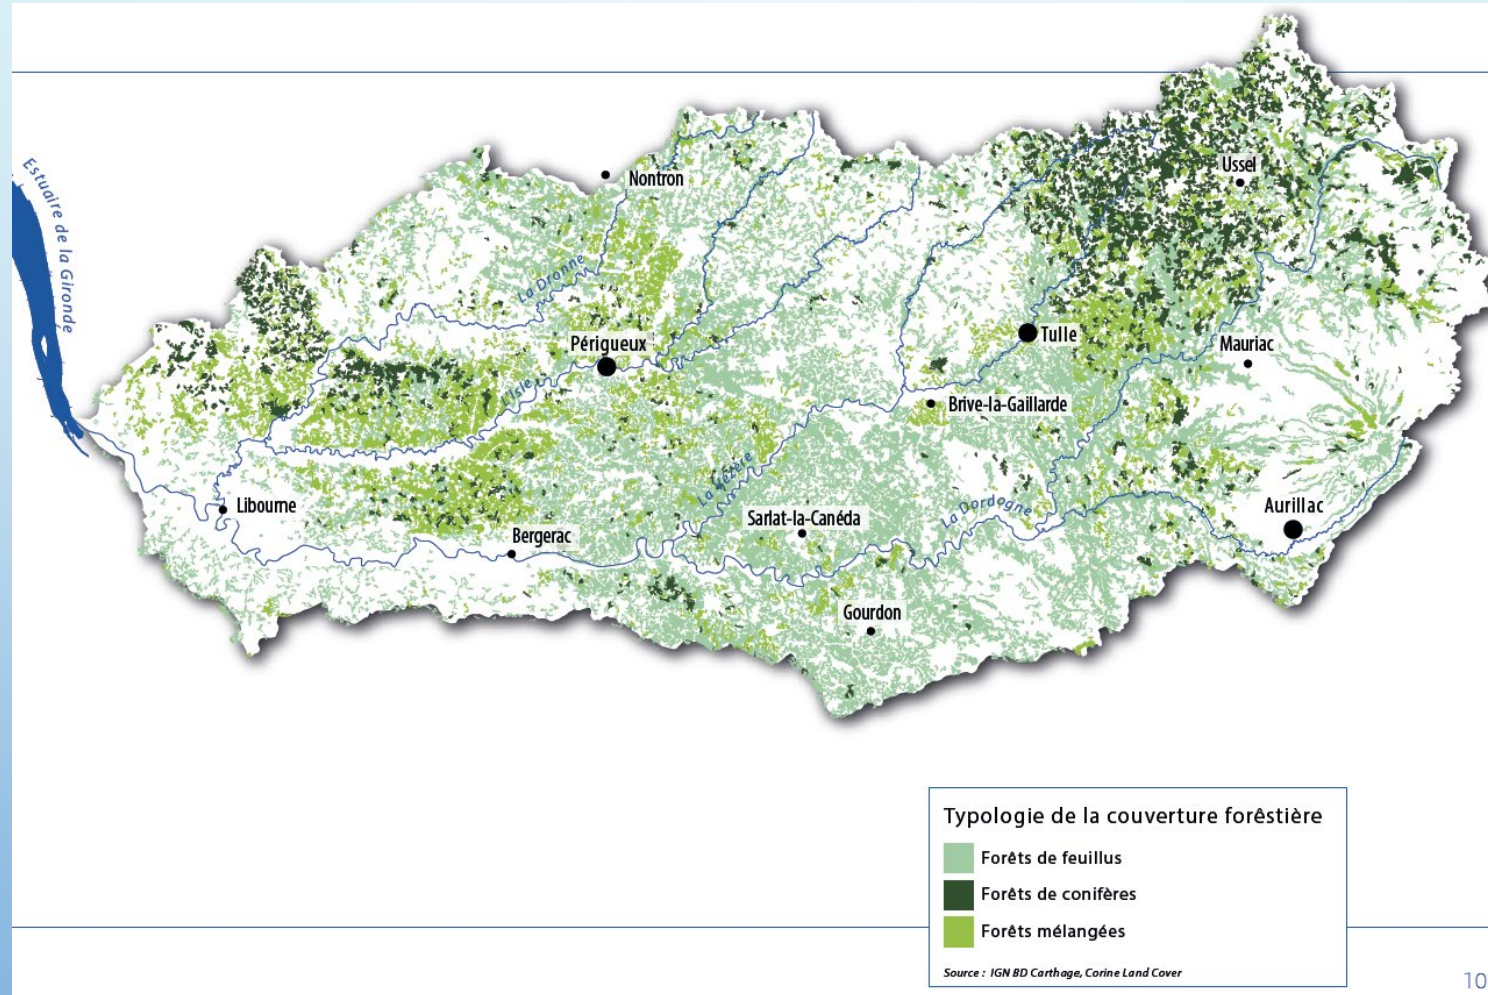 Estuaire de la Gironde
Nontron
Ussel
La Dronne
Périgueux
Tulle
Mauriac
L'Isle
Brive-la-Gaillarde
La Vézère
Libourne
Sarlat-la-Canéda
La Dordogne
Aurillac
Bergerac
Gourdon
Typologie de la couverture forêstière
Forêts de feuillus
Forêts de conifères
Forêts mélangées
Source : IGN BD Carthage, Corine Land Cover
10